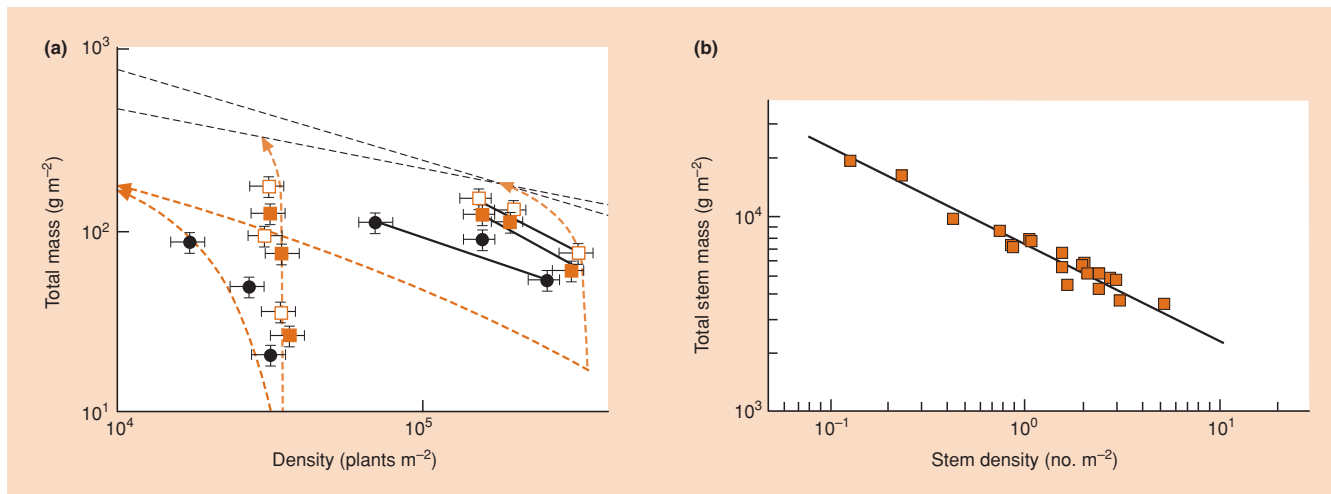 (a)
10³
10²
10¹
Total mass (g m⁻²)
10⁴
10⁵
Density (plants m⁻²)
(b)
10⁴
10³
Total stem mass (g m⁻²)
10⁻¹
10⁰
10¹
Stem density (no. m⁻²)